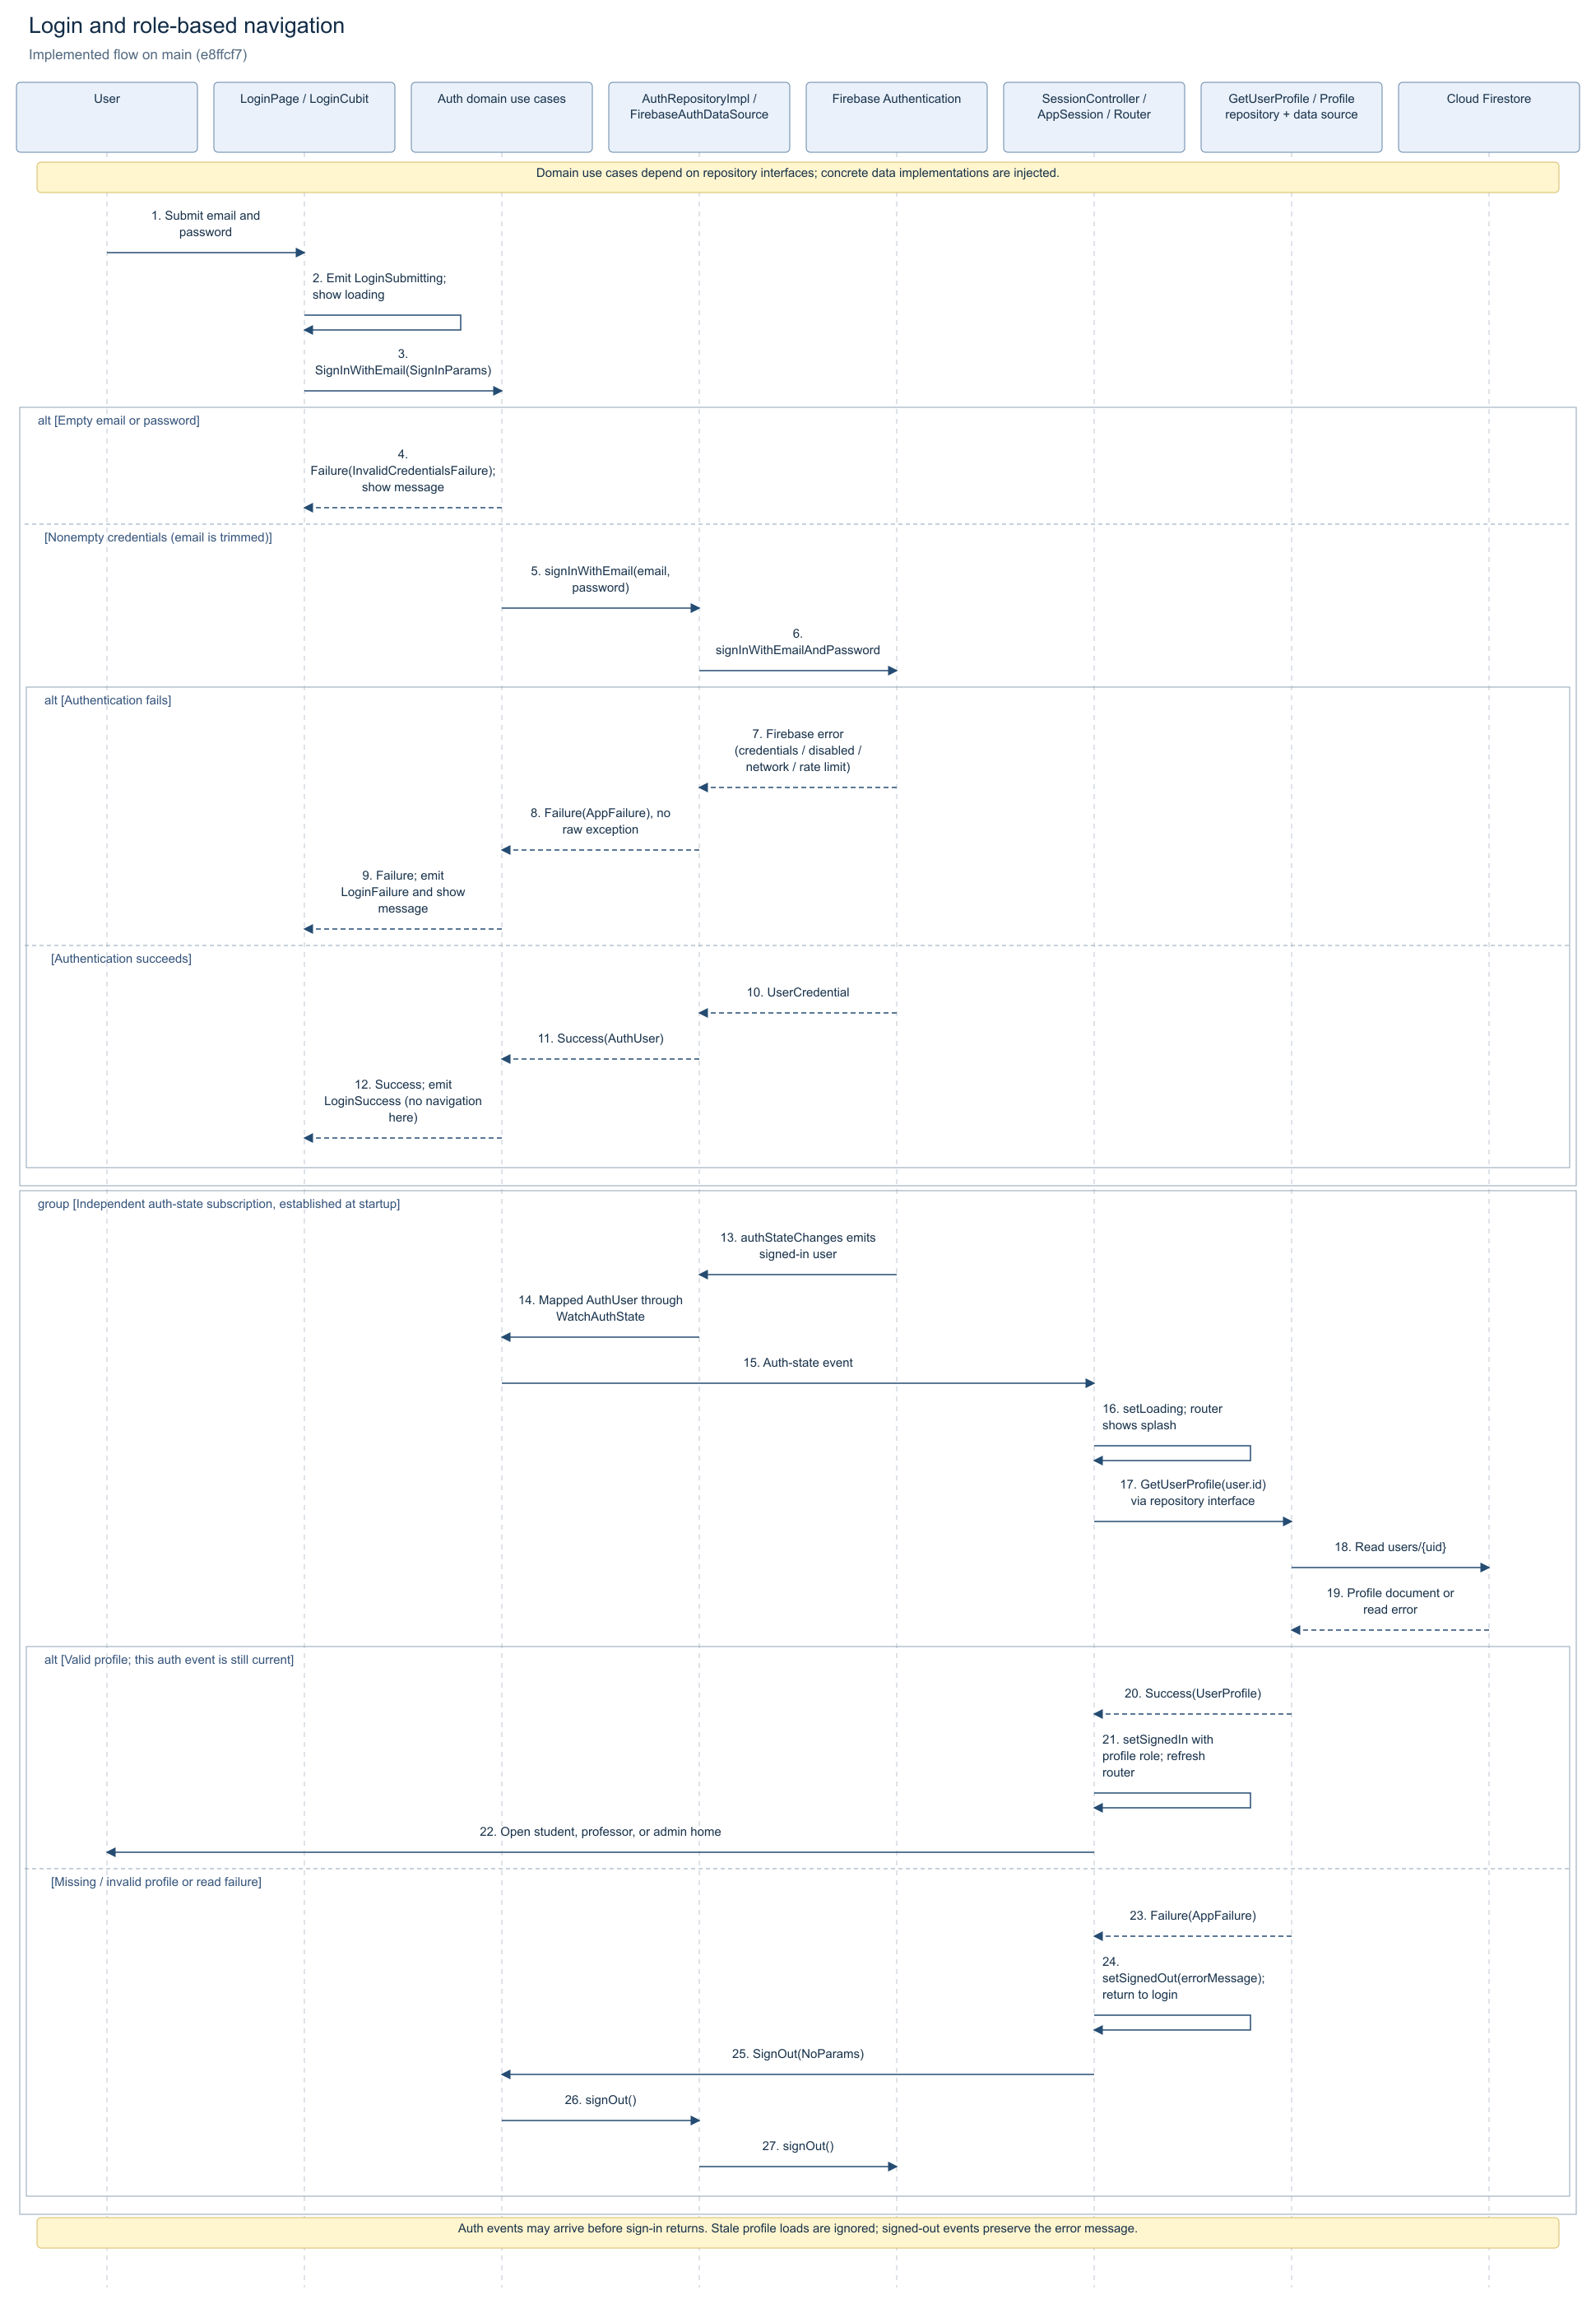 Login and role-based navigation
Implemented flow on main (e8ffcf7)
User
LoginPage / LoginCubit
Auth domain use cases
AuthRepositoryImpl /
FirebaseAuthDataSource
Firebase Authentication
SessionController /
AppSession / Router
GetUserProfile / Profile
repository + data source
Cloud Firestore
Domain use cases depend on repository interfaces; concrete data implementations are injected.
1. Submit email and
password
2. Emit LoginSubmitting;
show loading
3.
SignInWithEmail(SignInParams)
alt [Empty email or password]
4.
Failure(InvalidCredentialsFailure);
show message
[Nonempty credentials (email is trimmed)]
5. signInWithEmail(email,
password)
6.
signInWithEmailAndPassword
alt [Authentication fails]
7. Firebase error
(credentials / disabled /
network / rate limit)
8. Failure(AppFailure), no
raw exception
9. Failure; emit
LoginFailure and show
message
[Authentication succeeds]
10. UserCredential
11. Success(AuthUser)
12. Success; emit
LoginSuccess (no navigation
here)
group [Independent auth-state subscription, established at startup]
13. authStateChanges emits
signed-in user
14. Mapped AuthUser through
WatchAuthState
15. Auth-state event
16. setLoading; router
shows splash
17. GetUserProfile(user.id)
via repository interface
18. Read users/{uid}
19. Profile document or
read error
alt [Valid profile; this auth event is still current]
20. Success(UserProfile)
21. setSignedIn with
profile role; refresh
router
22. Open student, professor, or admin home
[Missing / invalid profile or read failure]
23. Failure(AppFailure)
24.
setSignedOut(errorMessage);
return to login
25. SignOut(NoParams)
26. signOut()
27. signOut()
Auth events may arrive before sign-in returns. Stale profile loads are ignored; signed-out events preserve the error message.